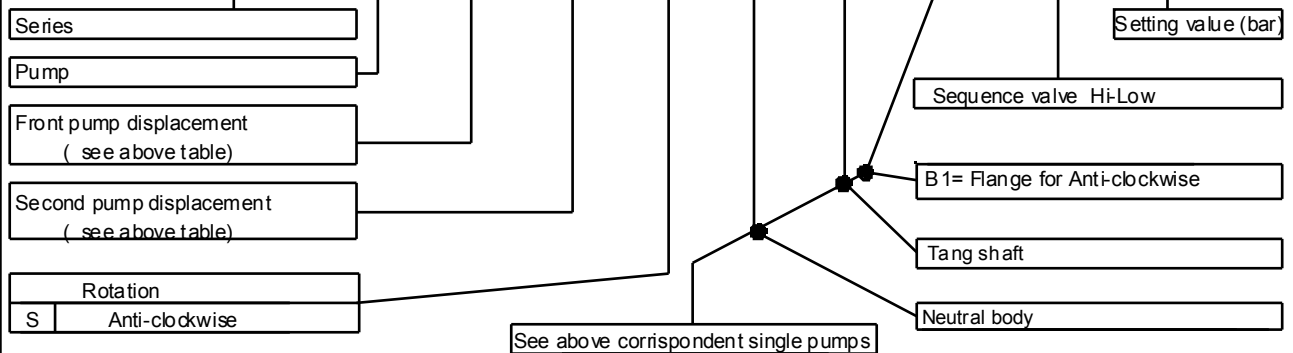 Series
Pump
Front pump displacement
( see above table)
Second pump displacement
( see above table)
Rotation
S Anti-clockwise
See above corrispondent single pumps
Setting value (bar)
Sequence valve Hi-Low
B1= Flange for Anti-clockwise
Tang shaft
Neutral body